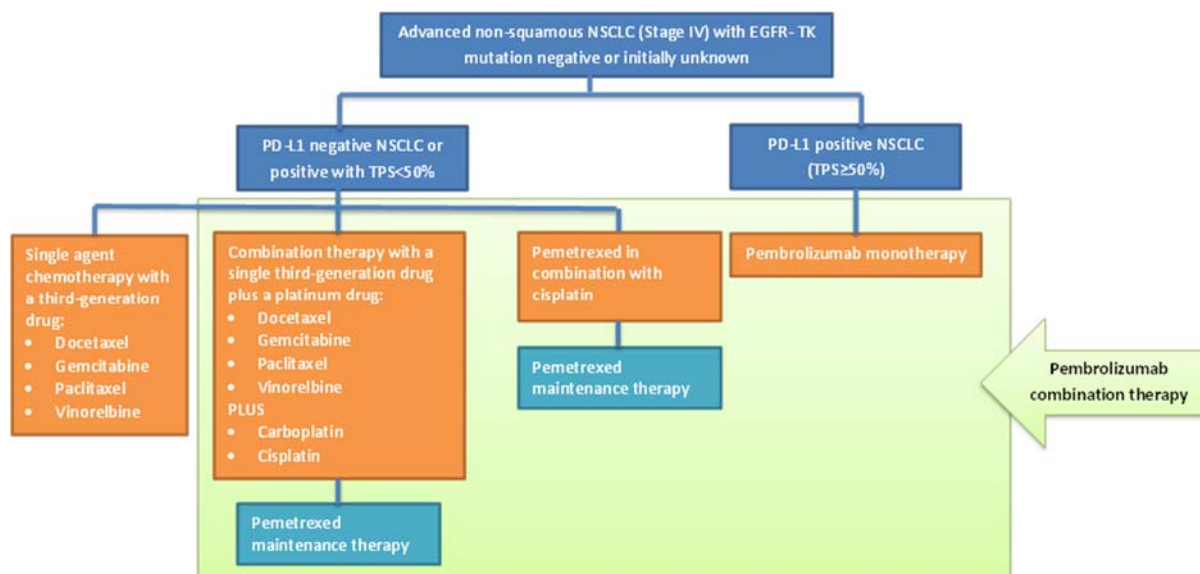 Advanced non-squamous NSCLC (Stage IV) with EGFR- TK
mutation negative or initially unknown
PD-L1 negative NSCLC or
positive with TPS<50%
PD-L1 positive NSCLC
(TPS≥50%)
Single agent
chemotherapy with
a third-generation
drug:
• Docetaxel
• Gemcitabine
• Paclitaxel
• Vinorelbine
Combination therapy with a
single third-generation drug
plus a platinum drug:
• Docetaxel
• Gemcitabine
• Paclitaxel
• Vinorelbine
PLUS
• Carboplatin
• Cisplatin
Pemetrexed in
combination with
cisplatin
Pembrolizumab monotherapy
Pemetrexed
maintenance therapy
Pemetrexed
maintenance therapy
Pembrolizumab
combination therapy